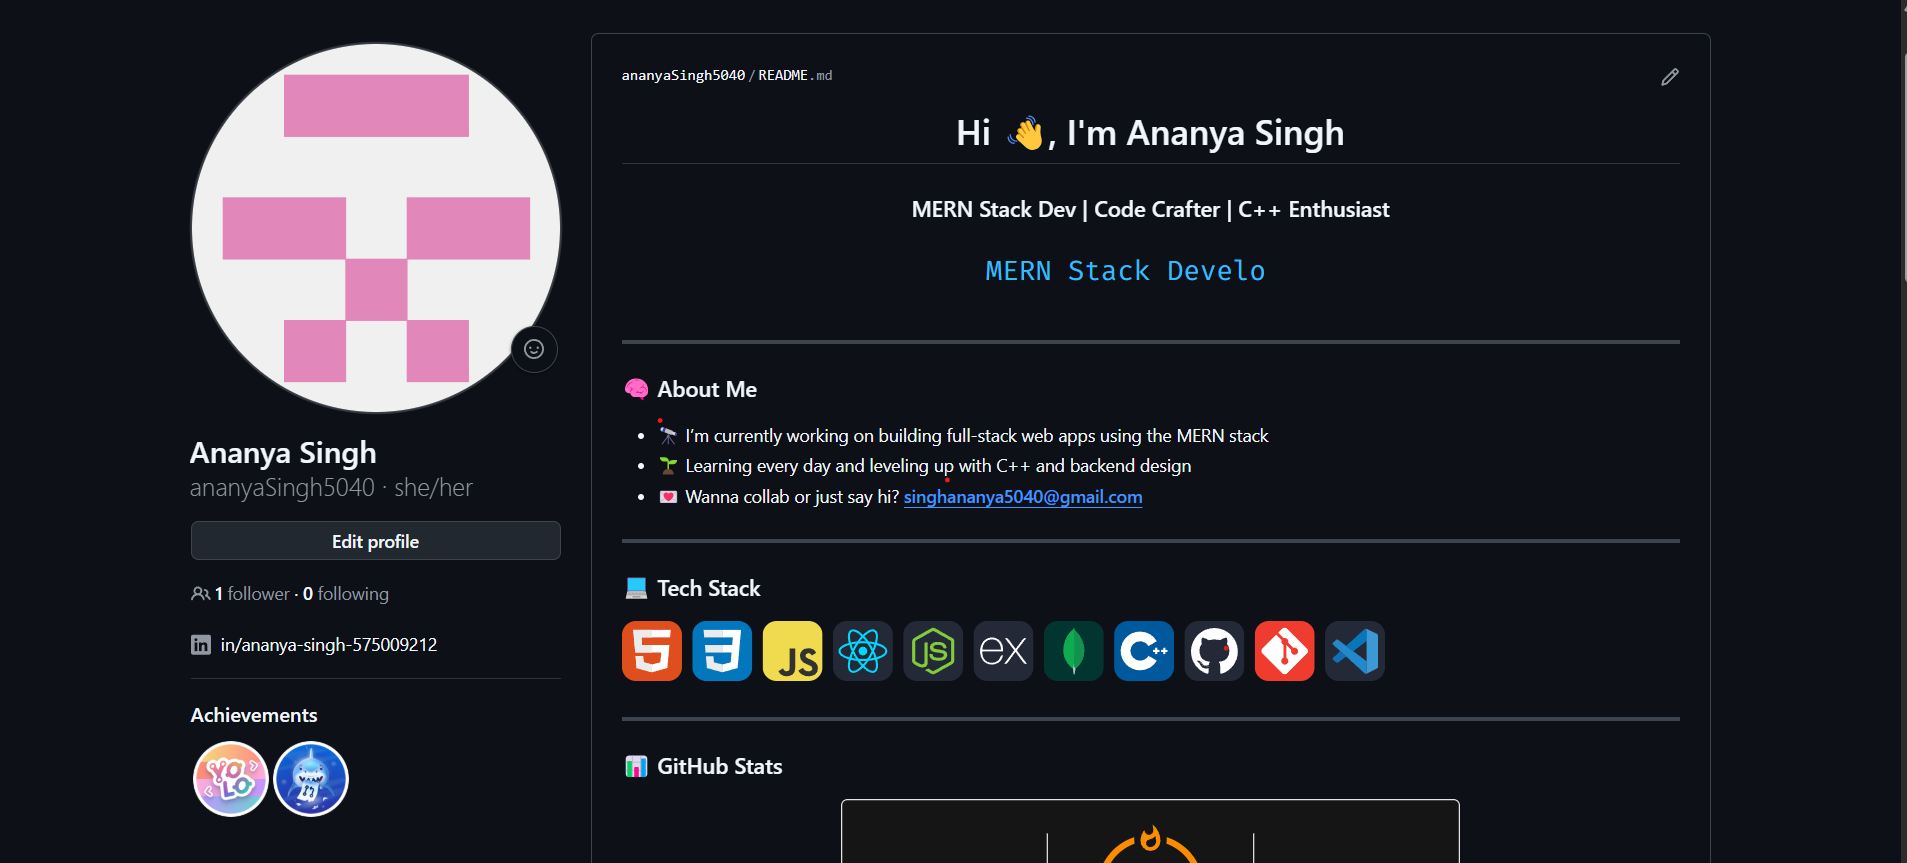 ananyaSingh5040/README.md
Hi 👋, I'm Ananya Singh
MERN Stack Dev | Code Crafter | C++ Enthusiast
MERN Stack Develo
🧠 About Me
🔭 I’m currently working on building full-stack web apps using the MERN stack
🌱 Learning every day and leveling up with C++ and backend design
💌 Wanna collab or just say hi? singhananya5040@gmail.com
💻 Tech Stack
JS
JS
ex
C++
📊 GitHub Stats
Ananya Singh
ananyaSingh5040 · she/her
Edit profile
1 follower · 0 following
in
in/ananya-singh-575009212
Achievements
YOLO